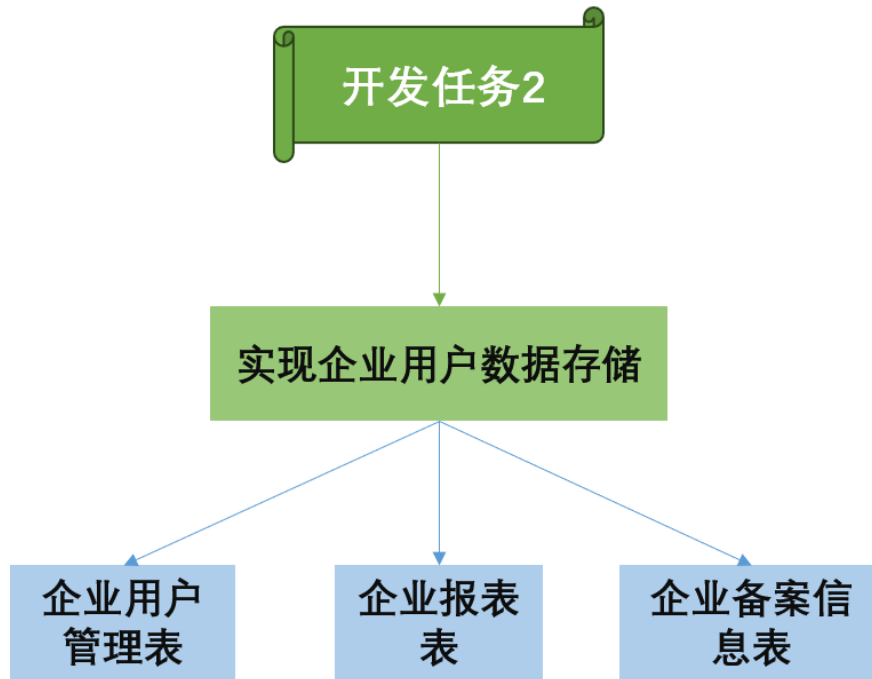 开发任务2
实现企业用户数据存储
企业用户
管理表
企业报表
表
企业备案信
息表